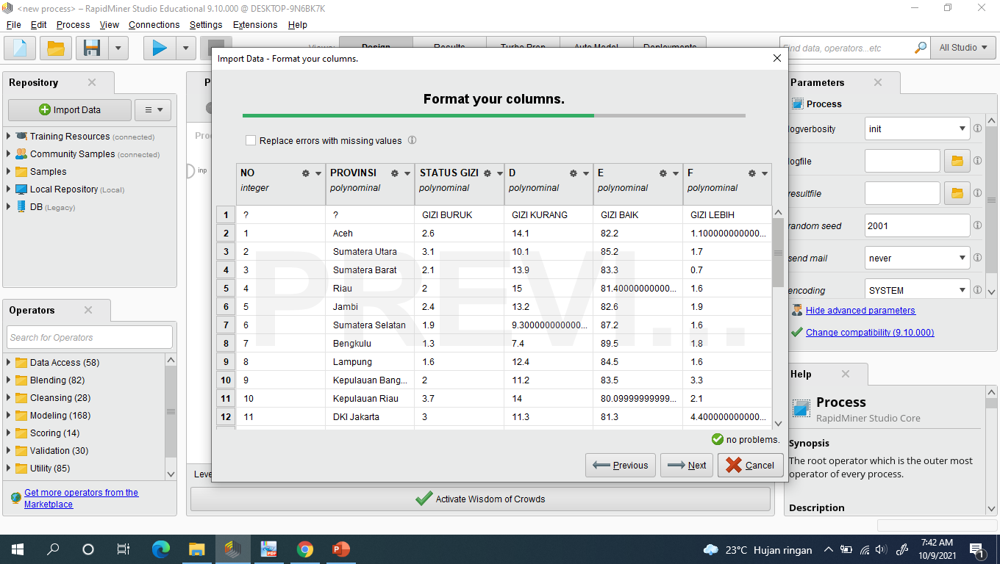 <new process> – RapidMiner Studio Educational 9.10.000 @ DESKTOP-9N6BK7K
File Edit Process View Connections Settings Extensions Help
Views: Design Results Turbo Prep Auto Model Deployments
Find data, operators...etc All Studio
Import Data - Format your columns.
Format your columns.
Replace errors with missing values
NO PROVINSI STATUS GIZI D E F
integer polynominal polynominal polynominal polynominal polynominal
1 ? ? GIZI BURUK GIZI KURANG GIZI BAIK GIZI LEBIH
2 1 Aceh 2.6 14.1 82.2 1.100000000000...
3 2 Sumatera Utara 3.1 10.1 85.2 1.7
4 3 Sumatera Barat 2.1 13.9 83.3 0.7
5 4 Riau 2 15 81.40000000000... 1.6
6 5 Jambi 2.4 13.2 82.6 1.9
7 6 Sumatera Selatan 1.9 9.300000000000... 87.2 1.6
8 7 Bengkulu 1.3 7.4 89.5 1.8
9 8 Lampung 1.6 12.4 84.5 1.6
10 9 Kepulauan Bang... 2 11.2 83.5 3.3
11 10 Kepulauan Riau 3.7 14 80.09999999999... 2.1
12 11 DKI Jakarta 3 11.3 81.3 4.400000000000...
PREVI...
no problems.
Previous Next Cancel
Repository
Import Data
Training Resources (connected)
Community Samples (connected)
Samples
Local Repository (Local)
DB (Legacy)
Operators
Search for Operators
Data Access (58)
Blending (82)
Cleansing (28)
Modeling (168)
Scoring (14)
Validation (30)
Utility (85)
Get more operators from the
Marketplace
inp
Activate Wisdom of Crowds
Parameters
Process
logverbosity init
logfile
resultfile
random seed 2001
send mail never
encoding SYSTEM
Hide advanced parameters
Change compatibility (9.10.000)
Help
Process
RapidMiner Studio Core
Synopsis
The root operator which is the outer most
operator of every process.
Description
23°C Hujan ringan
7:42 AM
10/9/2021
1